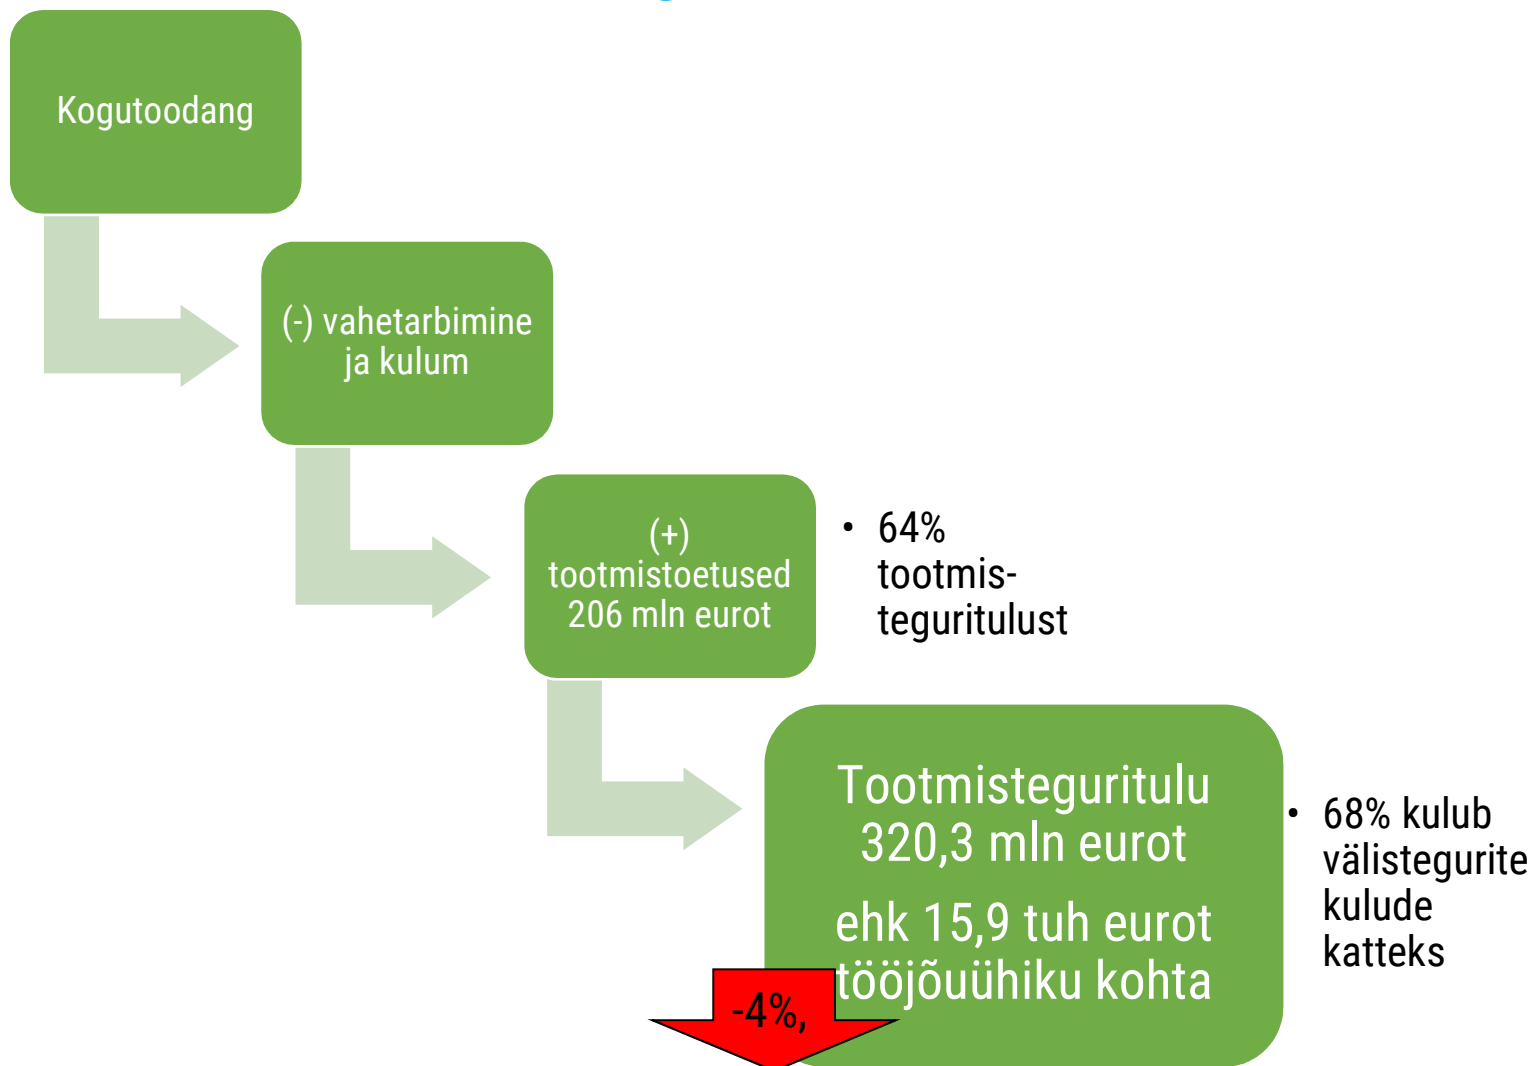 Kogutoodang
(-) vahetarbimine
ja kulum
(+)
tootmistoetused
206 mln eurot
• 64%
tootmis-
teguritulust
Tootmisteguritulu
320,3 mln eurot
ehk 15,9 tuh eurot
tööjõuühiku kohta
• 68% kulub
välistegurite
kulude
katteks
-4%,